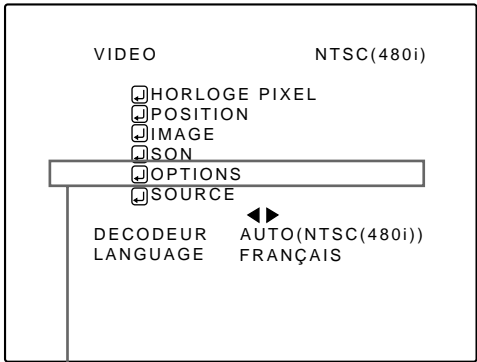 VIDEO NTSC(480i)
HORLOGE PIXEL
POSITION
IMAGE
SON
OPTIONS
SOURCE
DECODEUR AUTO(NTSC(480i))
LANGUAGE FRANÇAIS